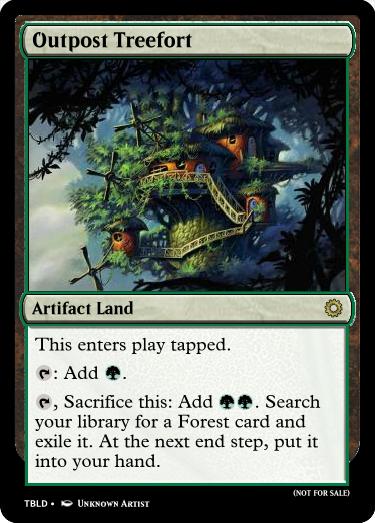 Outpost Treefort
Artifact Land
This enters play tapped.
: Add .
, Sacrifice this: Add . Search
your library for a Forest card and
exile it. At the next end step, put it
into your hand.
(NOT FOR SALE)
TBLD • Unknown Artist